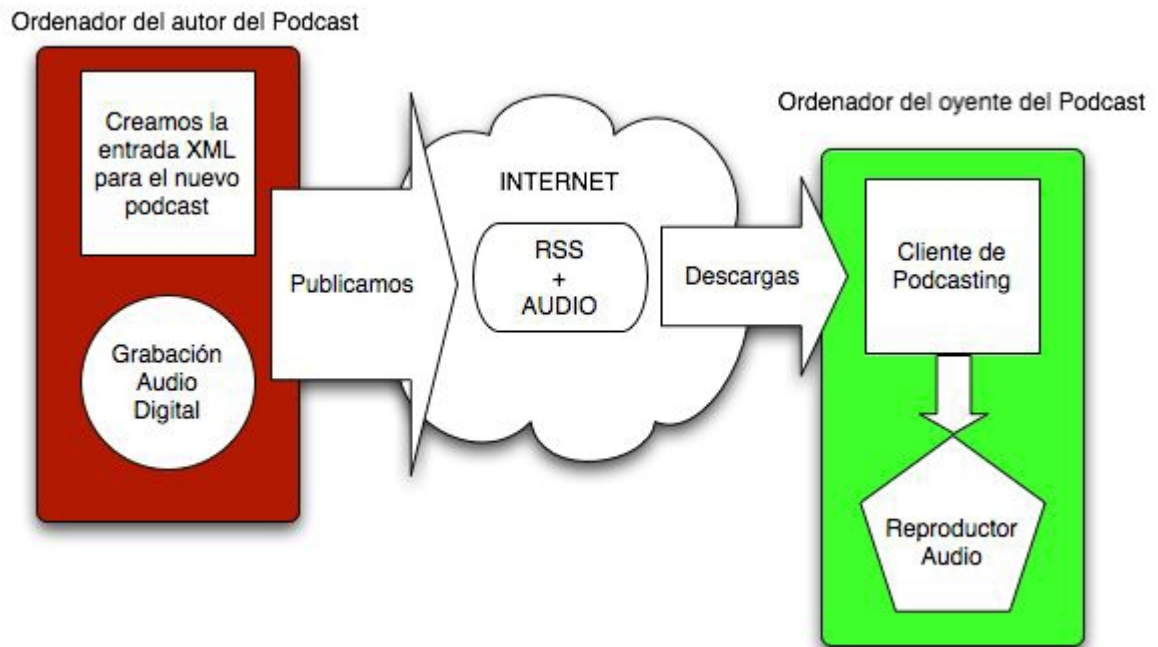 Ordenador del autor del Podcast
Creamos la
entrada XML
para el nuevo
podcast
Grabación
Audio
Digital
Publicamos
INTERNET
RSS
+
AUDIO
Descargas
Ordenador del oyente del Podcast
Cliente de
Podcasting
Reproductor
Audio